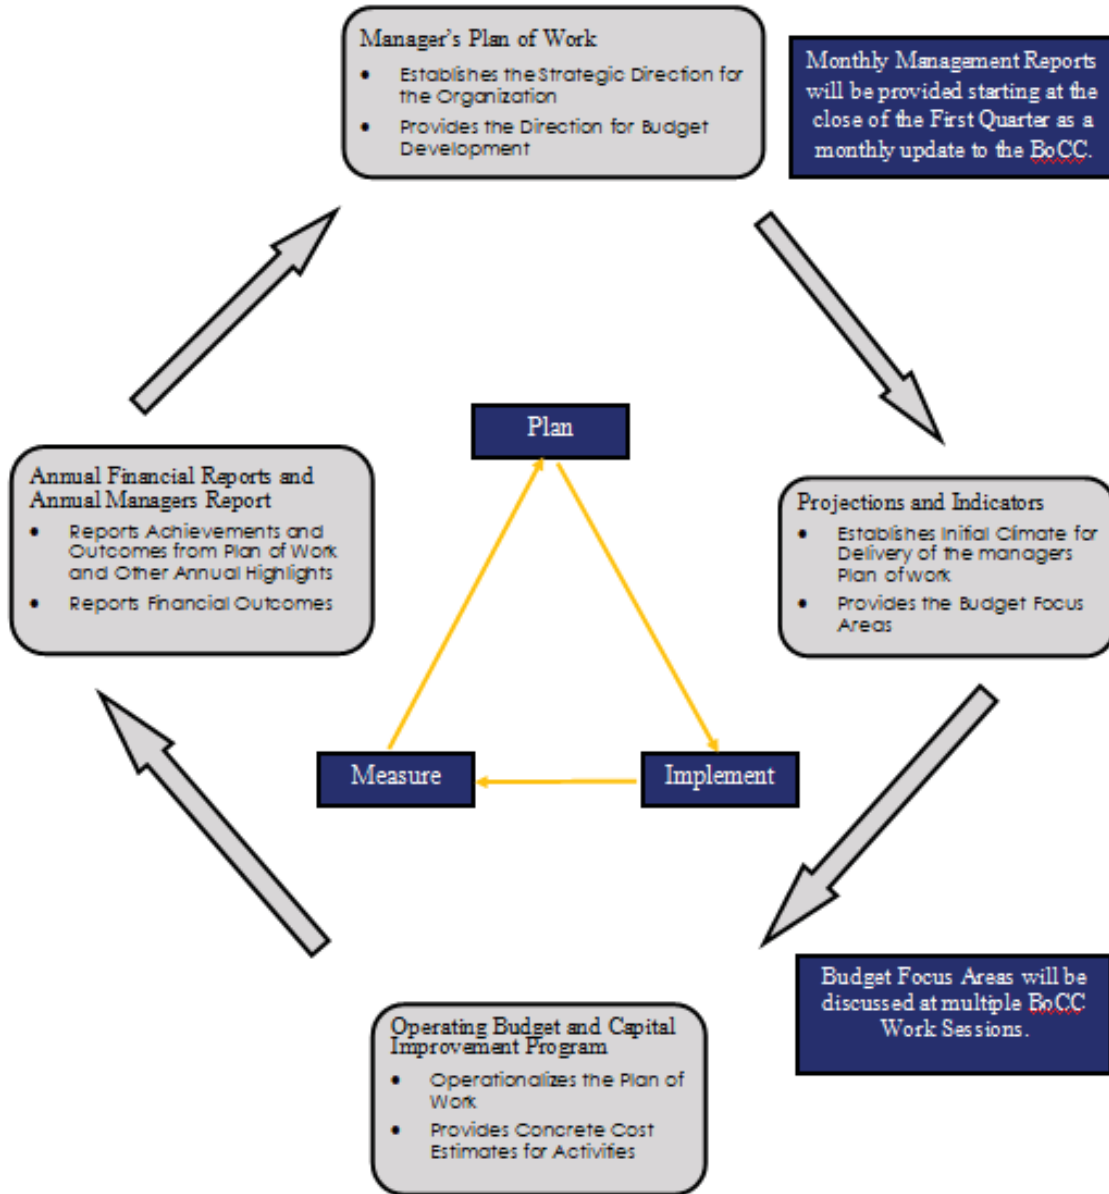 Manager's Plan of Work
• Establishes the Strategic Direction for
the Organization
• Provides the Direction for Budget
Development
Monthly Management Reports
will be provided starting at the
close of the First Quarter as a
monthly update to the BoCC.
Plan
Annual Financial Reports and
Annual Managers Report
• Reports Achievements and
Outcomes from Plan of Work
and Other Annual Highlights
• Reports Financial Outcomes
Projections and Indicators
• Establishes Initial Climate for
Delivery of the managers
Plan of work
• Provides the Budget Focus
Areas
Measure
Implement
Operating Budget and Capital
Improvement Program
• Operationalizes the Plan of
Work
• Provides Concrete Cost
Estimates for Activities
Budget Focus Areas will be
discussed at multiple BoCC
Work Sessions.